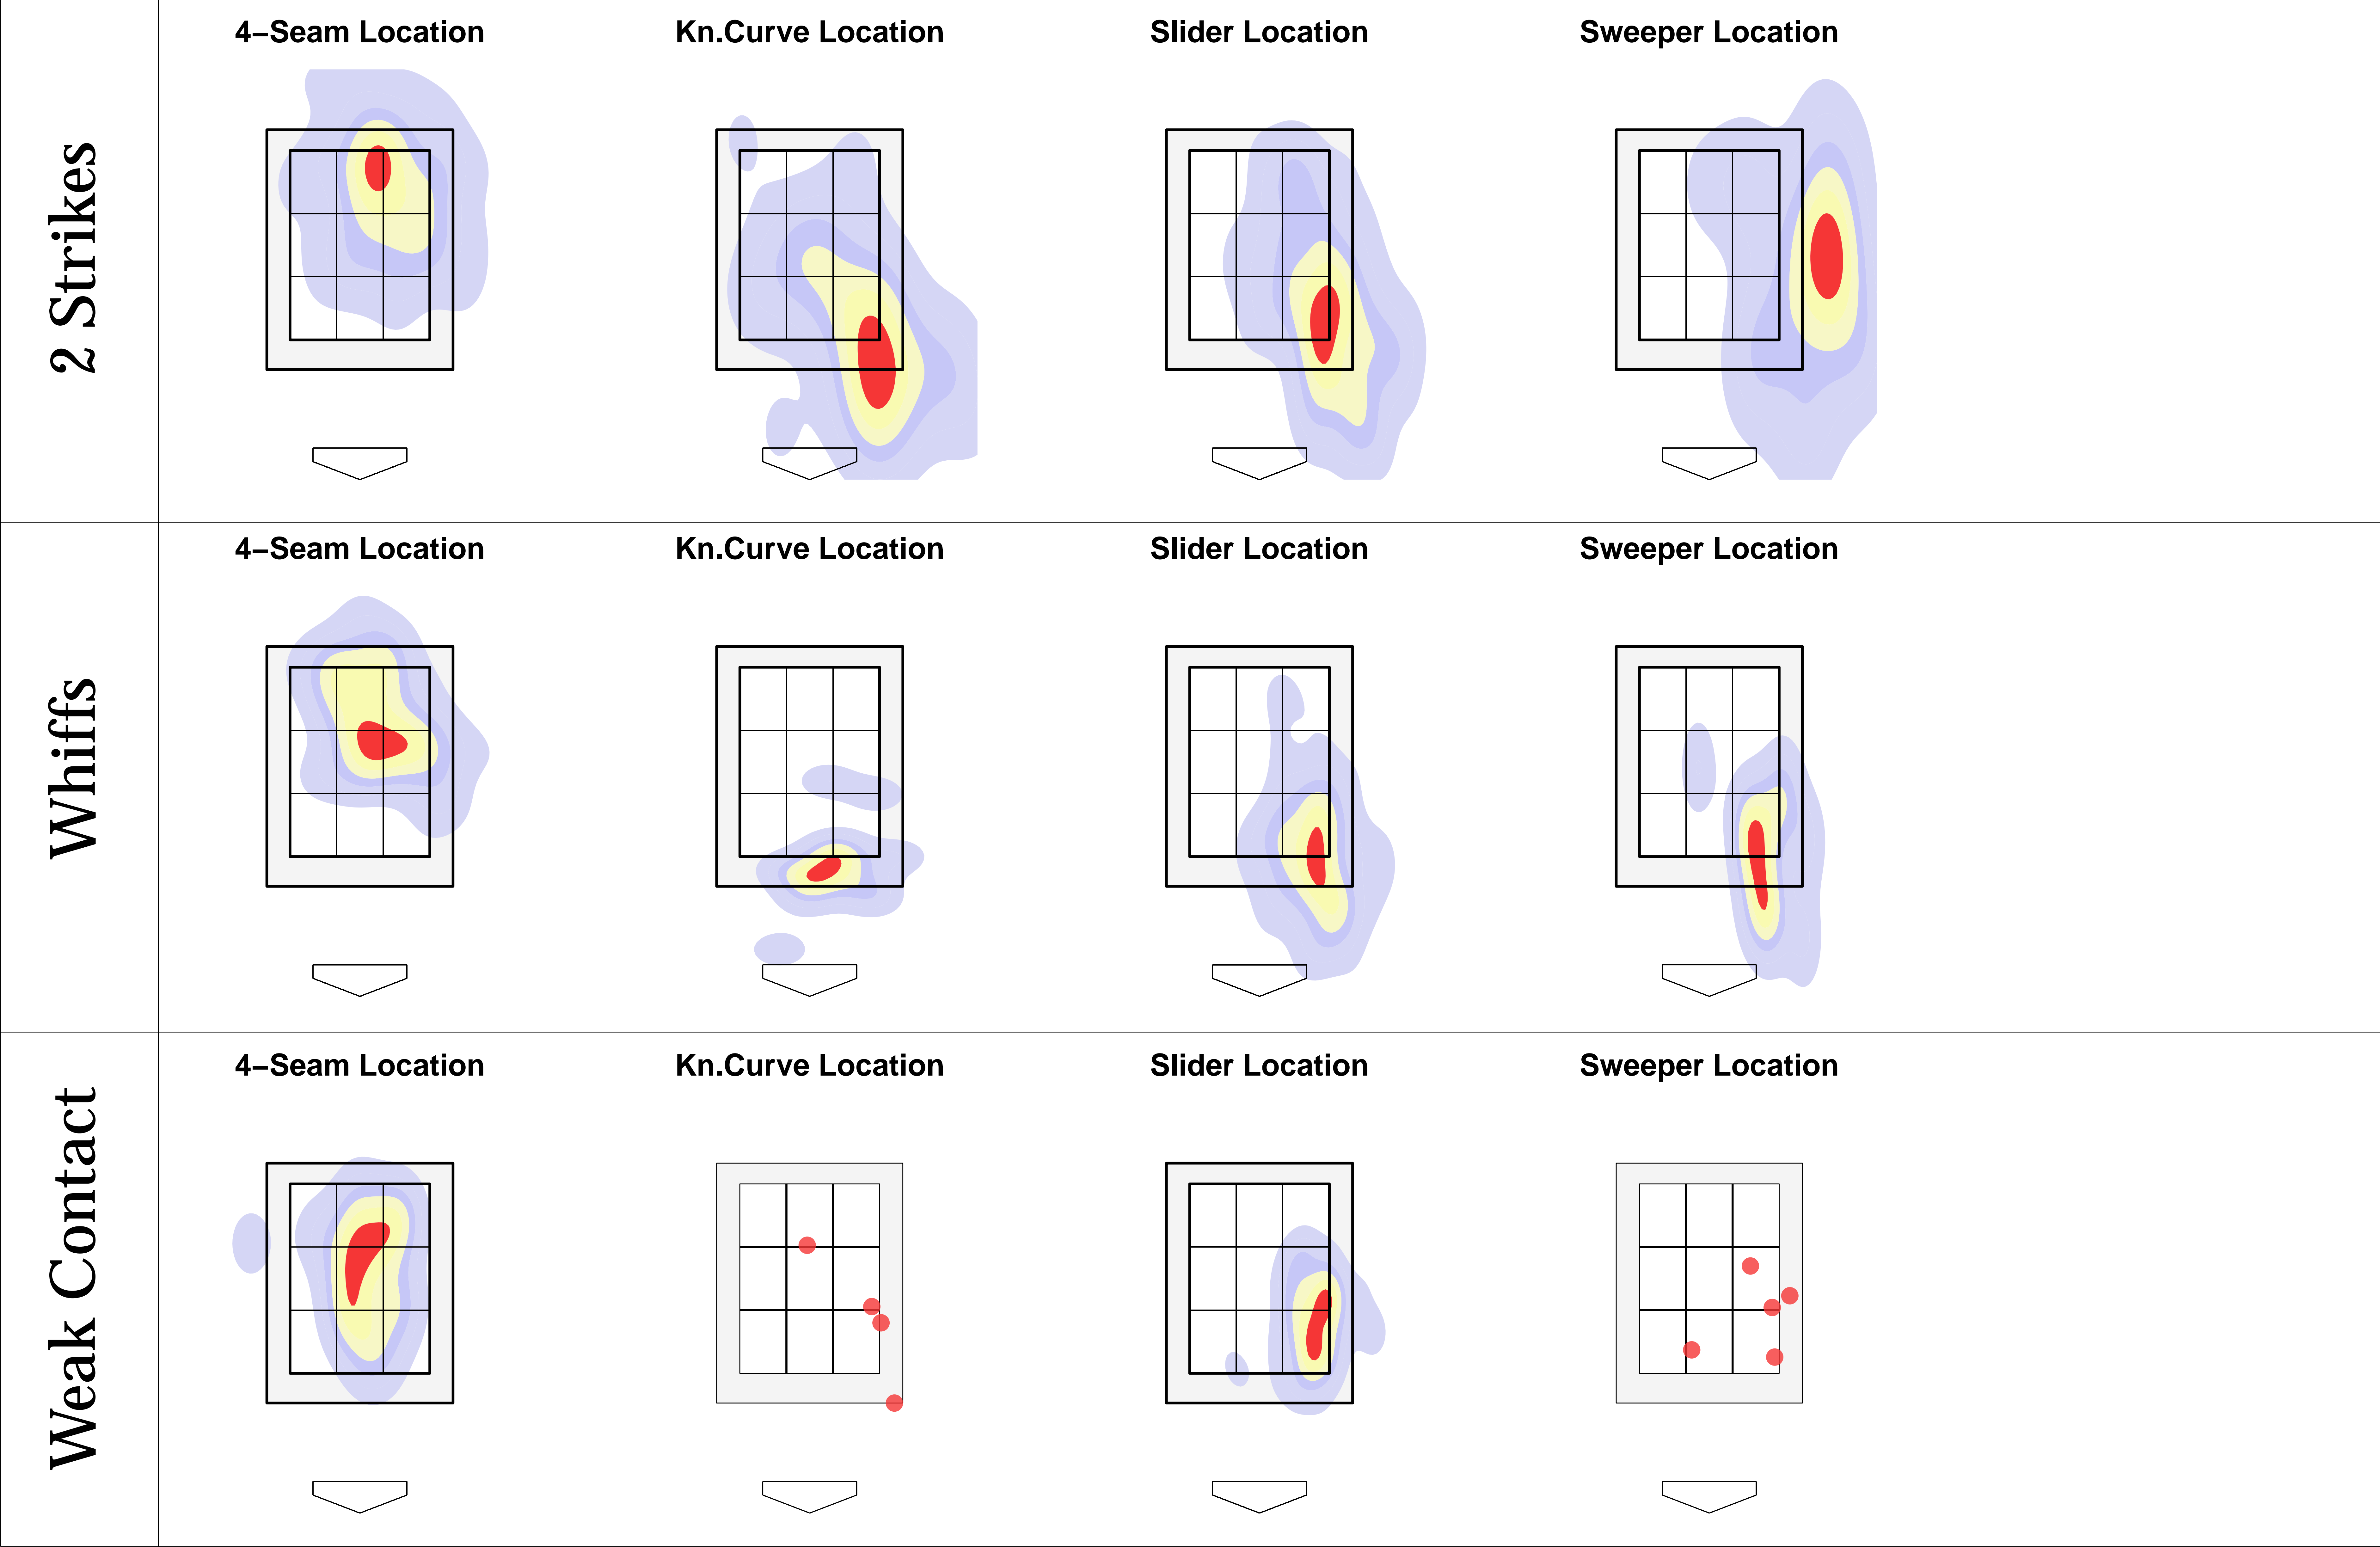 2 Strikes
4−Seam Location
Kn.Curve Location
Slider Location
Sweeper Location
Whiffs
4−Seam Location
Kn.Curve Location
Slider Location
Sweeper Location
Weak Contact
4−Seam Location
Kn.Curve Location
Slider Location
Sweeper Location